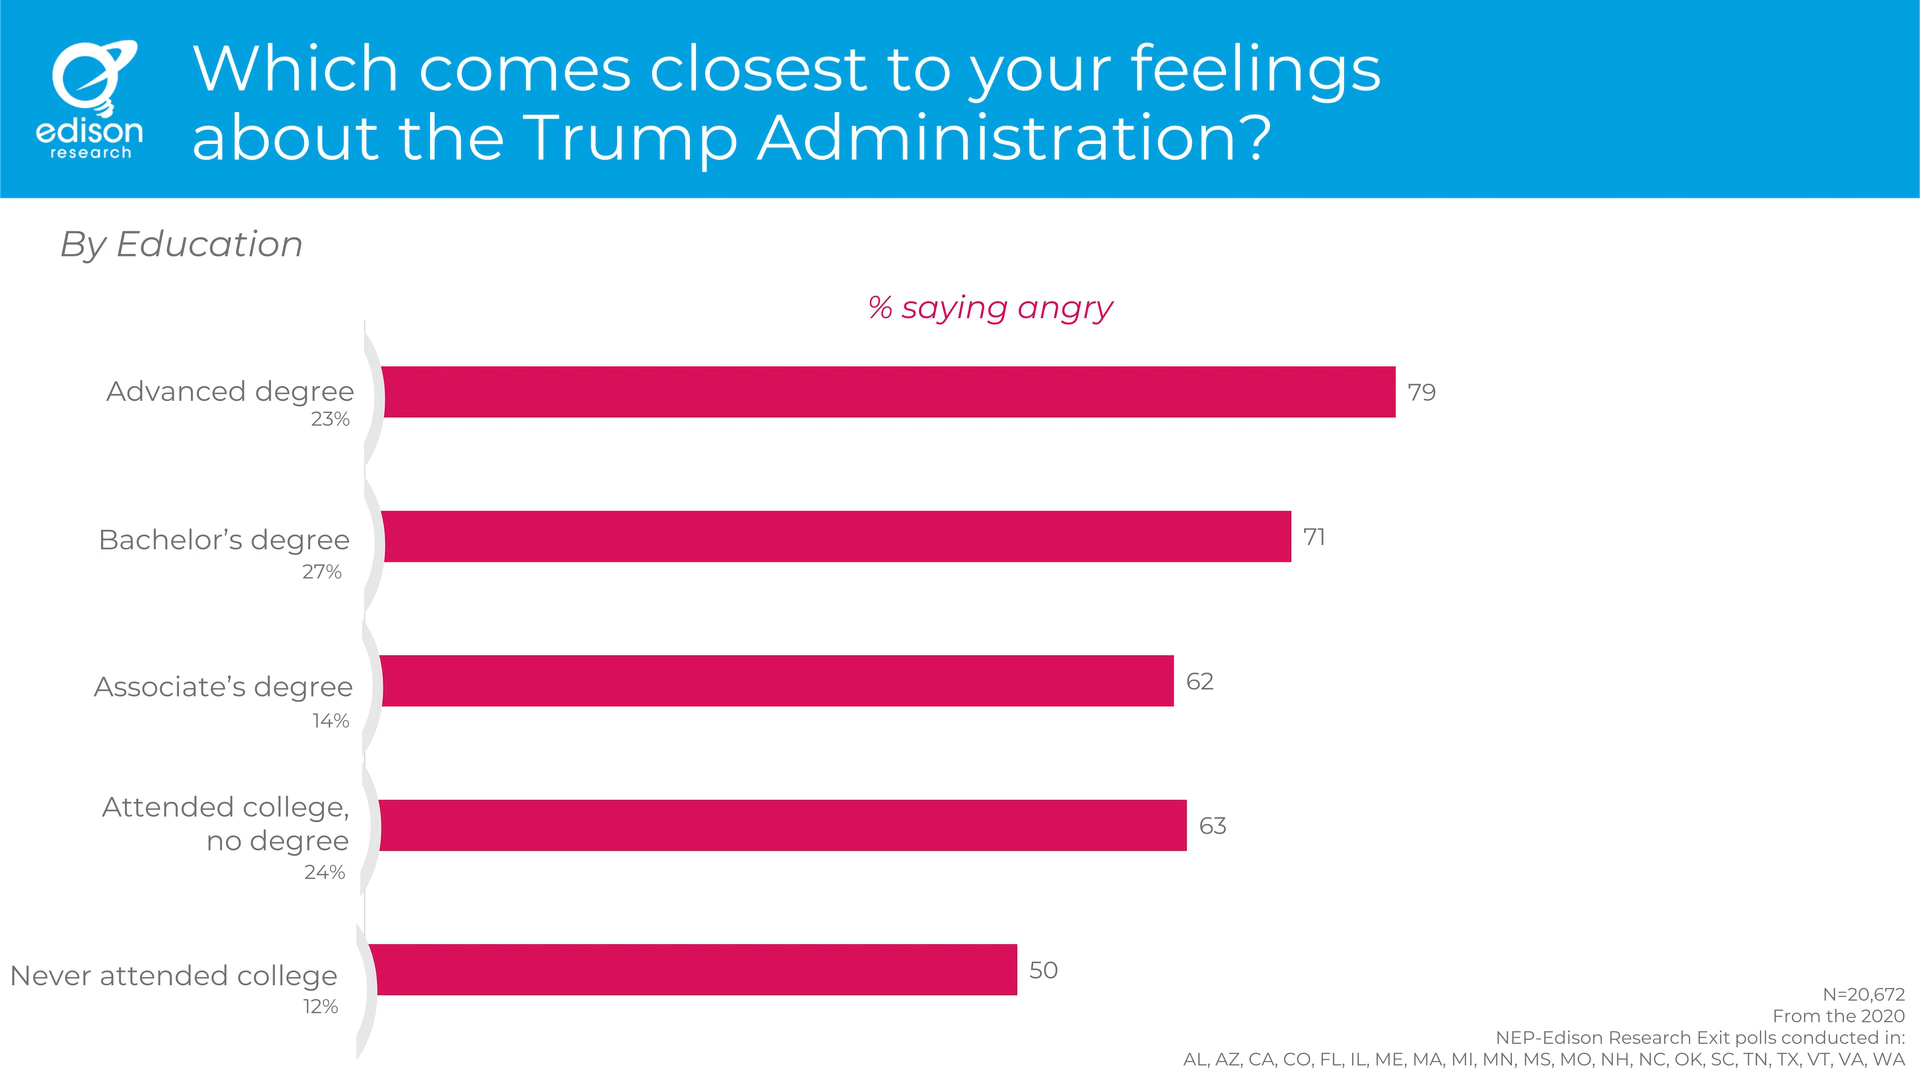 edison
research
Which comes closest to your feelings
about the Trump Administration?
By Education
% saying angry
Advanced degree
23%
79
Bachelor’s degree
27%
71
Associate’s degree
14%
62
Attended college,
no degree
24%
63
Never attended college
12%
50
N=20,672
From the 2020
NEP-Edison Research Exit polls conducted in:
AL, AZ, CA, CO, FL, IL, ME, MA, MI, MN, MS, MO, NH, NC, OK, SC, TN, TX, VT, VA, WA